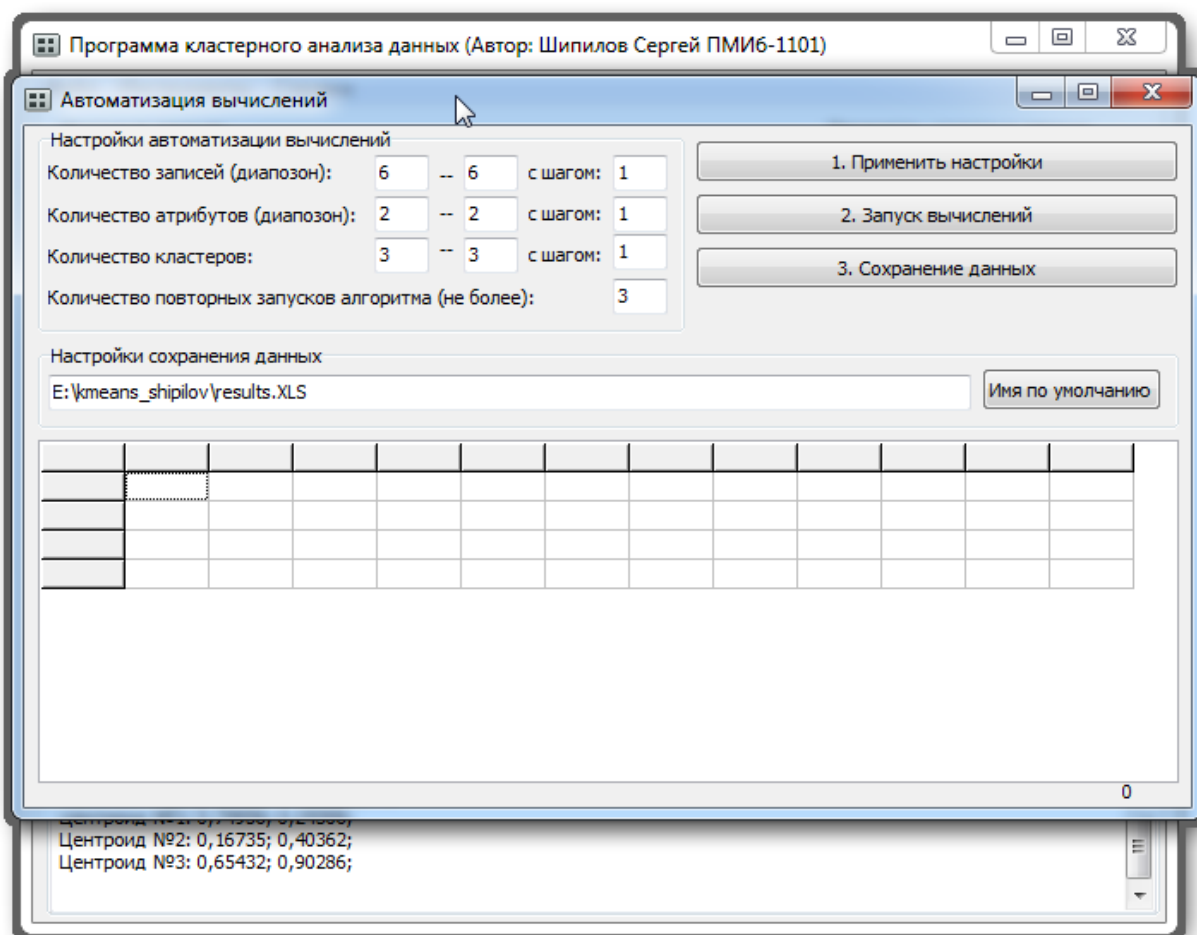 Программа кластерного анализа данных (Автор: Шипилов Сергей ПМИб-1101)
Автоматизация вычислений
Настройки автоматизации вычислений
Количество записей (диапозон): 6 -- 6 с шагом: 1
Количество атрибутов (диапозон): 2 -- 2 с шагом: 1
Количество кластеров: 3 -- 3 с шагом: 1
Количество повторных запусков алгоритма (не более): 3
1. Применить настройки
2. Запуск вычислений
3. Сохранение данных
Настройки сохранения данных
E:\kmeans_shipilov\results.XLS
Имя по умолчанию
0
Центроид №2: 0,16735; 0,40362;
Центроид №3: 0,65432; 0,90286;